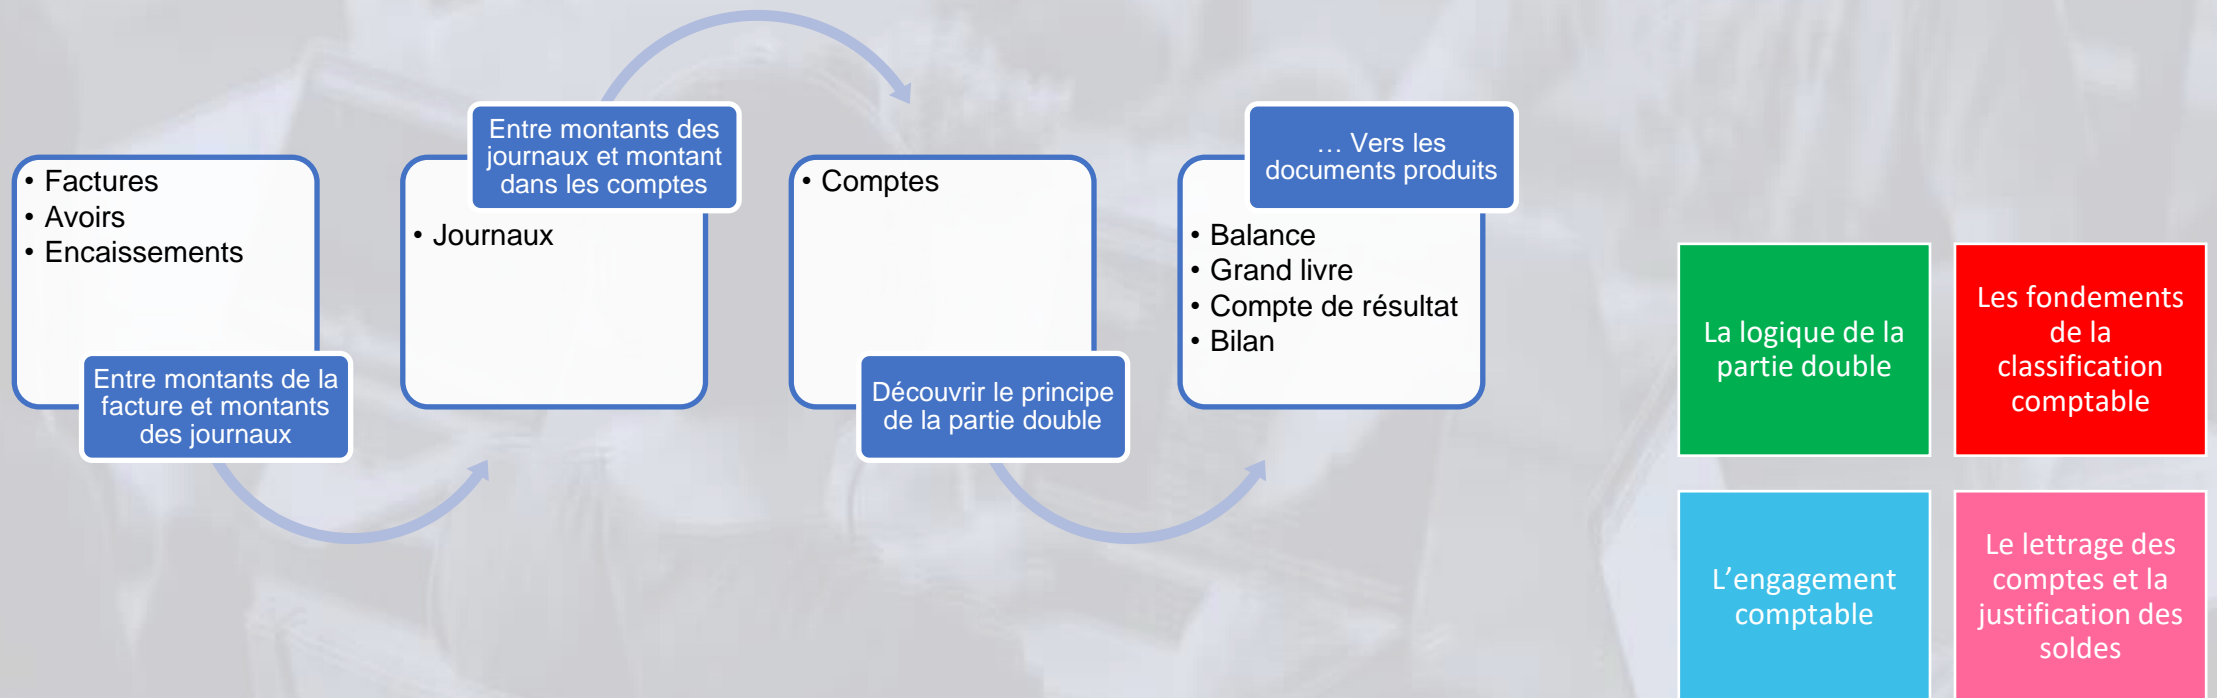 • Factures
• Avoirs
• Encaissements
Entre montants de la
facture et montants
des journaux
Entre montants des
journaux et montant
dans les comptes
• Journaux
• Comptes
Découvrir le principe
de la partie double
… Vers les
documents produits
• Balance
• Grand livre
• Compte de résultat
• Bilan
La logique de la
partie double
Les fondements
de la
classification
comptable
L’engagement
comptable
Le lettrage des
comptes et la
justification des
soldes